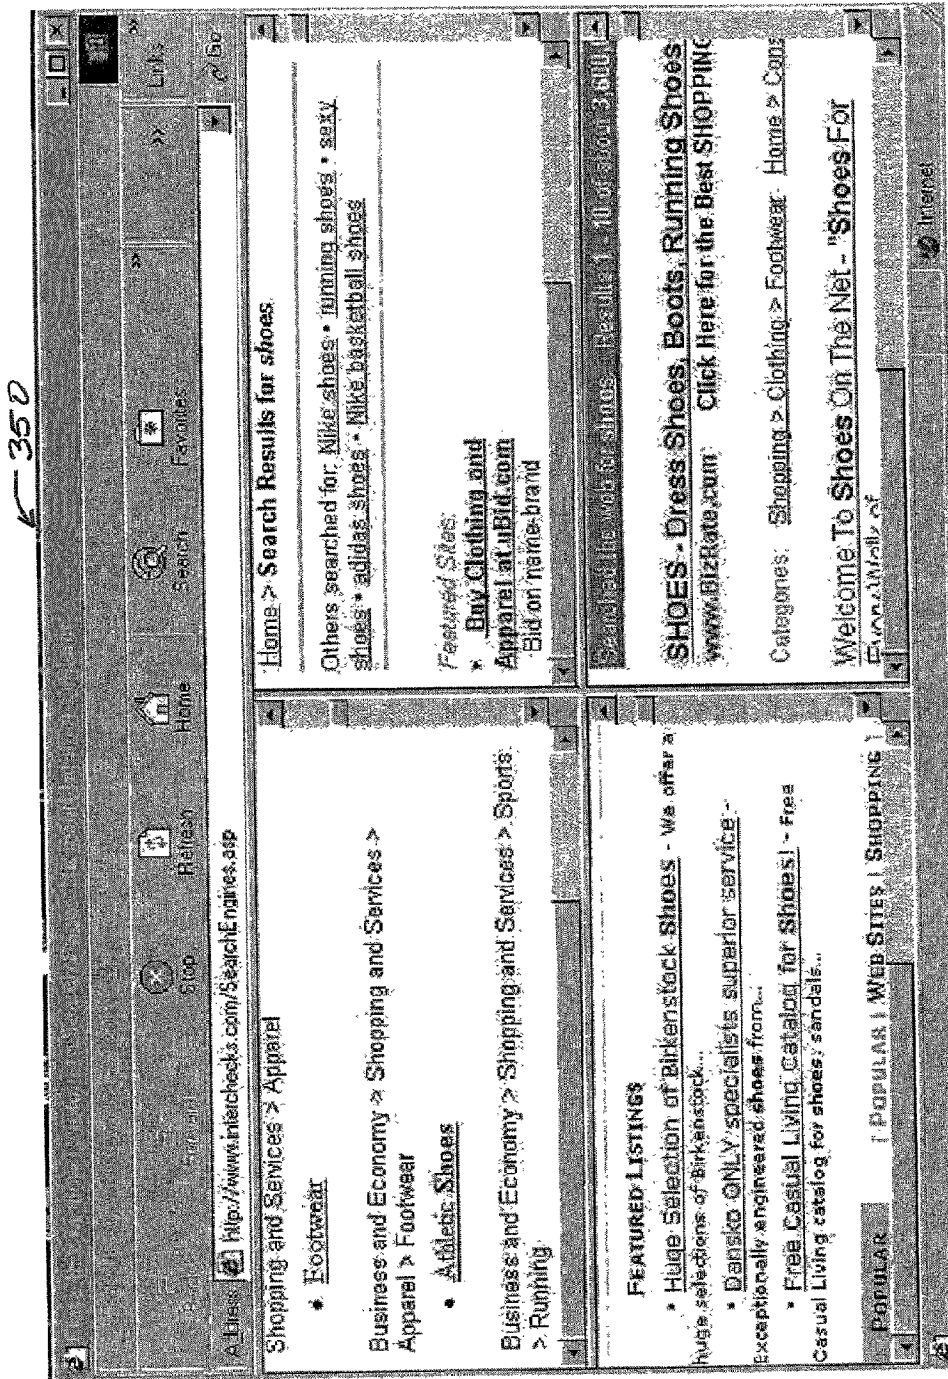 350
Links
»
»
»
Stop
Refresh
Home
Search
Favorites
Address http://www.interchecks.com/SearchEngines.asp
Go
Shopping and Services > Apparel
• Footwear
Business and Economy > Shopping and Services >
Apparel > Footwear
• Athletic Shoes
Business and Economy > Shopping and Services > Sports
> Running
Home > Search Results for shoes
Others searched for: Nike shoes • running shoes • sexy
shoes • adidas shoes • Nike basketball shoes
Featured Sites:
• Buy Clothing and
Apparel at uBid.com
Bid on name-brand
FEATURED LISTINGS
• Huge Selection of Birkenstock Shoes - We offer a
huge selections of Birkenstock...
• Dansko ONLY specialists superior service -
Exceptionally engineered shoes from...
• Free Casual Living catalog for Shoes! - Free
Casual Living catalog for shoes, sandals...
POPULAR | POPULAR | WEB SITES | SHOPPING
SHOES - Dress Shoes, Boots, Running Shoes
www.BizRate.com Click Here for the Best SHOPPING
Categories: Shopping > Clothing > Footwear Home > Cons
Welcome To Shoes On The Net - "Shoes For
Internet